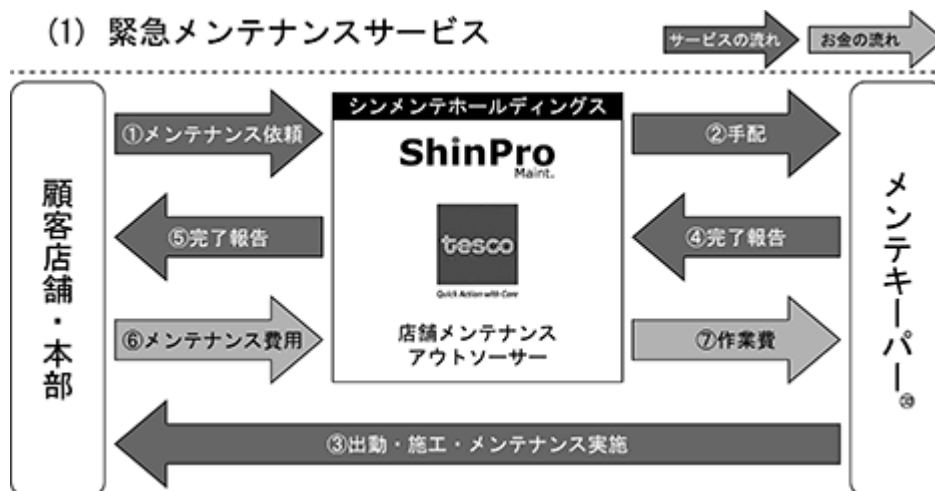 (1) 緊急メンテナンスサービス
サービスの流れ
お金の流れ
顧客店舗・本部
①メンテナンス依頼
シンメンテホールディングス
ShinPro
Maint.
tesco
Quick Action with Care
店舗メンテナンス
アウトソーサー
②手配
⑤完了報告
④完了報告
⑥メンテナンス費用
⑦作業費
③出動・施工・メンテナンス実施
メンテキーパー